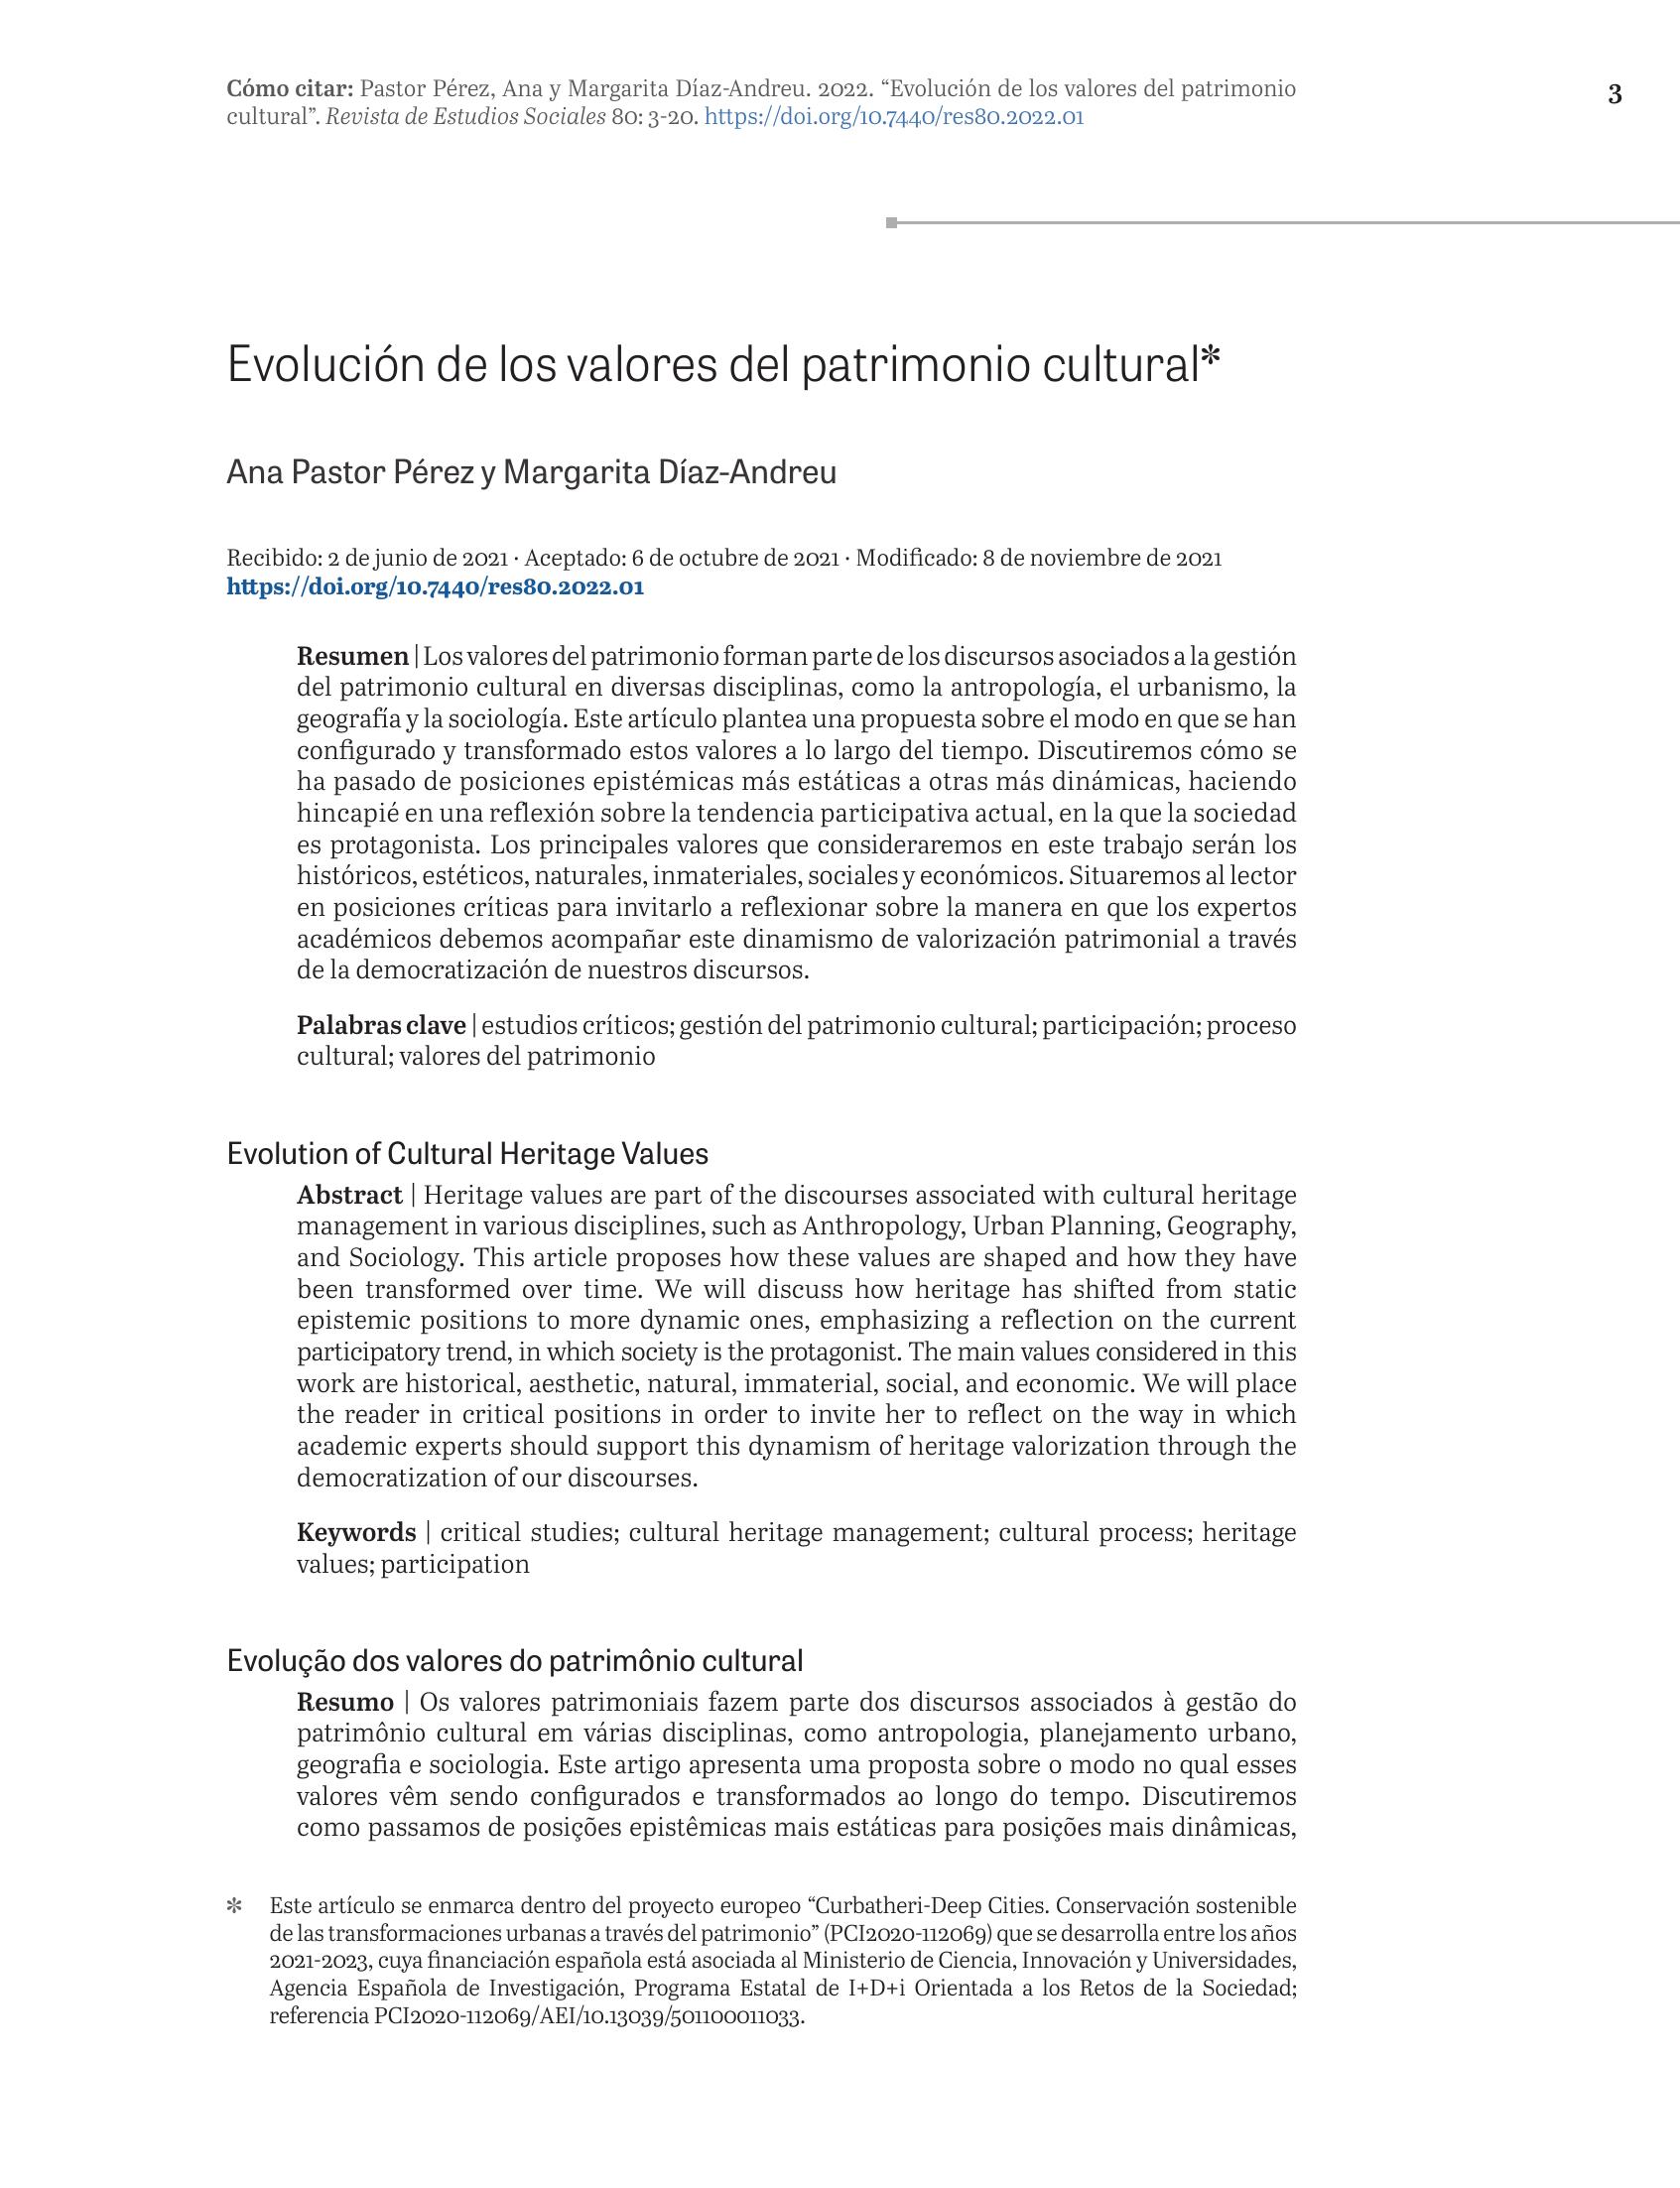 Cómo citar: Pastor Pérez, Ana y Margarita Díaz-Andreu. 2022. “Evolución de los valores del patrimonio
cultural”. Revista de Estudios Sociales 80: 3-20. https://doi.org/10.7440/res80.2022.01
3
Evolución de los valores del patrimonio cultural*
Ana Pastor Pérez y Margarita Díaz-Andreu
Recibido: 2 de junio de 2021 · Aceptado: 6 de octubre de 2021 · Modificado: 8 de noviembre de 2021
https://doi.org/10.7440/res80.2022.01
Resumen | Los valores del patrimonio forman parte de los discursos asociados a la gestión
del patrimonio cultural en diversas disciplinas, como la antropología, el urbanismo, la
geografía y la sociología. Este artículo plantea una propuesta sobre el modo en que se han
configurado y transformado estos valores a lo largo del tiempo. Discutiremos cómo se
ha pasado de posiciones epistémicas más estáticas a otras más dinámicas, haciendo
hincapié en una reflexión sobre la tendencia participativa actual, en la que la sociedad
es protagonista. Los principales valores que consideraremos en este trabajo serán los
históricos, estéticos, naturales, inmateriales, sociales y económicos. Situaremos al lector
en posiciones críticas para invitarlo a reflexionar sobre la manera en que los expertos
académicos debemos acompañar este dinamismo de valorización patrimonial a través
de la democratización de nuestros discursos.
Palabras clave | estudios críticos; gestión del patrimonio cultural; participación; proceso
cultural; valores del patrimonio
Evolution of Cultural Heritage Values
Abstract | Heritage values are part of the discourses associated with cultural heritage
management in various disciplines, such as Anthropology, Urban Planning, Geography,
and Sociology. This article proposes how these values are shaped and how they have
been transformed over time. We will discuss how heritage has shifted from static
epistemic positions to more dynamic ones, emphasizing a reflection on the current
participatory trend, in which society is the protagonist. The main values considered in this
work are historical, aesthetic, natural, immaterial, social, and economic. We will place
the reader in critical positions in order to invite her to reflect on the way in which
academic experts should support this dynamism of heritage valorization through the
democratization of our discourses.
Keywords | critical studies; cultural heritage management; cultural process; heritage
values; participation
Evolução dos valores do patrimônio cultural
Resumo | Os valores patrimoniais fazem parte dos discursos associados à gestão do
patrimônio cultural em várias disciplinas, como antropologia, planejamento urbano,
geografia e sociologia. Este artigo apresenta uma proposta sobre o modo no qual esses
valores vêm sendo configurados e transformados ao longo do tempo. Discutiremos
como passamos de posições epistêmicas mais estáticas para posições mais dinâmicas,
* Este artículo se enmarca dentro del proyecto europeo “Curbatheri-Deep Cities. Conservación sostenible
de las transformaciones urbanas a través del patrimonio” (PCI2020-112069) que se desarrolla entre los años
2021-2023, cuya financiación española está asociada al Ministerio de Ciencia, Innovación y Universidades,
Agencia Española de Investigación, Programa Estatal de I+D+i Orientada a los Retos de la Sociedad;
referencia PCI2020-112069/AEI/10.13039/501100011033.